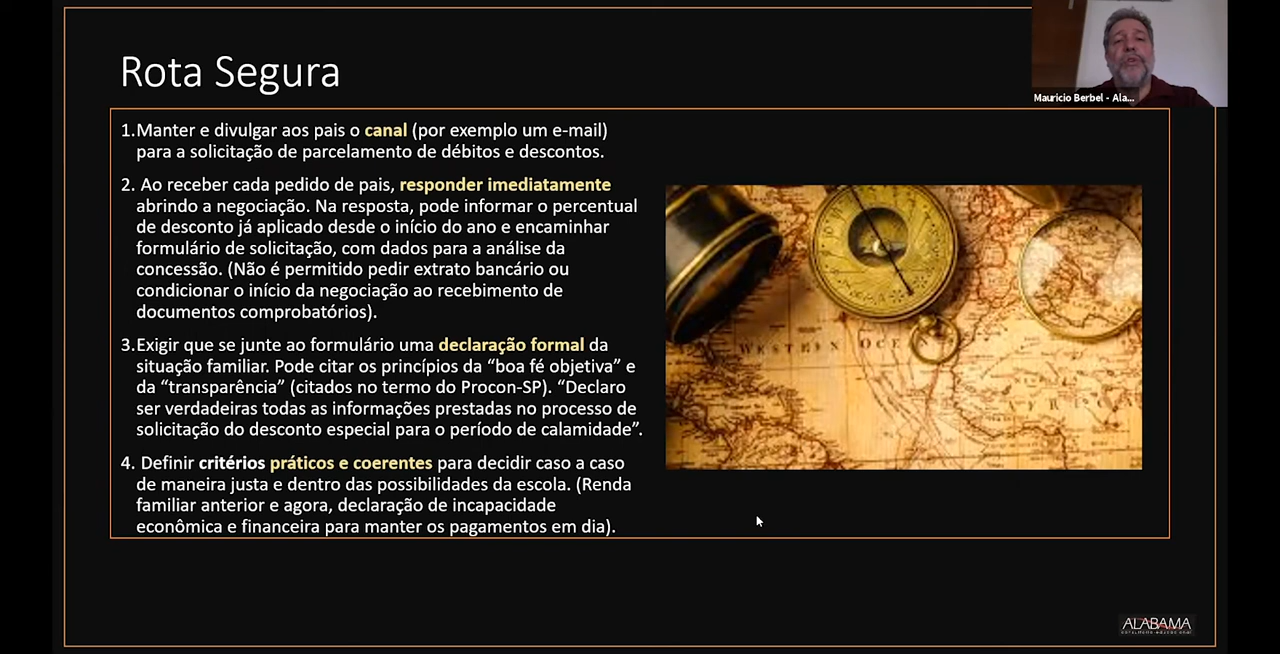 Rota Segura
Mauricio Berbel - Ala...
1.Manter e divulgar aos pais o canal (por exemplo um e-mail)
para a solicitação de parcelamento de débitos e descontos.
2. Ao receber cada pedido de pais, responder imediatamente
abrindo a negociação. Na resposta, pode informar o percentual
de desconto já aplicado desde o início do ano e encaminhar
formulário de solicitação, com dados para a análise da
concessão. (Não é permitido pedir extrato bancário ou
condicionar o início da negociação ao recebimento de
documentos comprobatórios).
3.Exigir que se junte ao formulário uma declaração formal da
situação familiar. Pode citar os princípios da “boa fé objetiva” e
da “transparência” (citados no termo do Procon-SP). “Declaro
ser verdadeiras todas as informações prestadas no processo de
solicitação do desconto especial para o período de calamidade”.
4. Definir critérios práticos e coerentes para decidir caso a caso
de maneira justa e dentro das possibilidades da escola. (Renda
familiar anterior e agora, declaração de incapacidade
econômica e financeira para manter os pagamentos em dia).
WESTERN OCEAN
ALABAMA